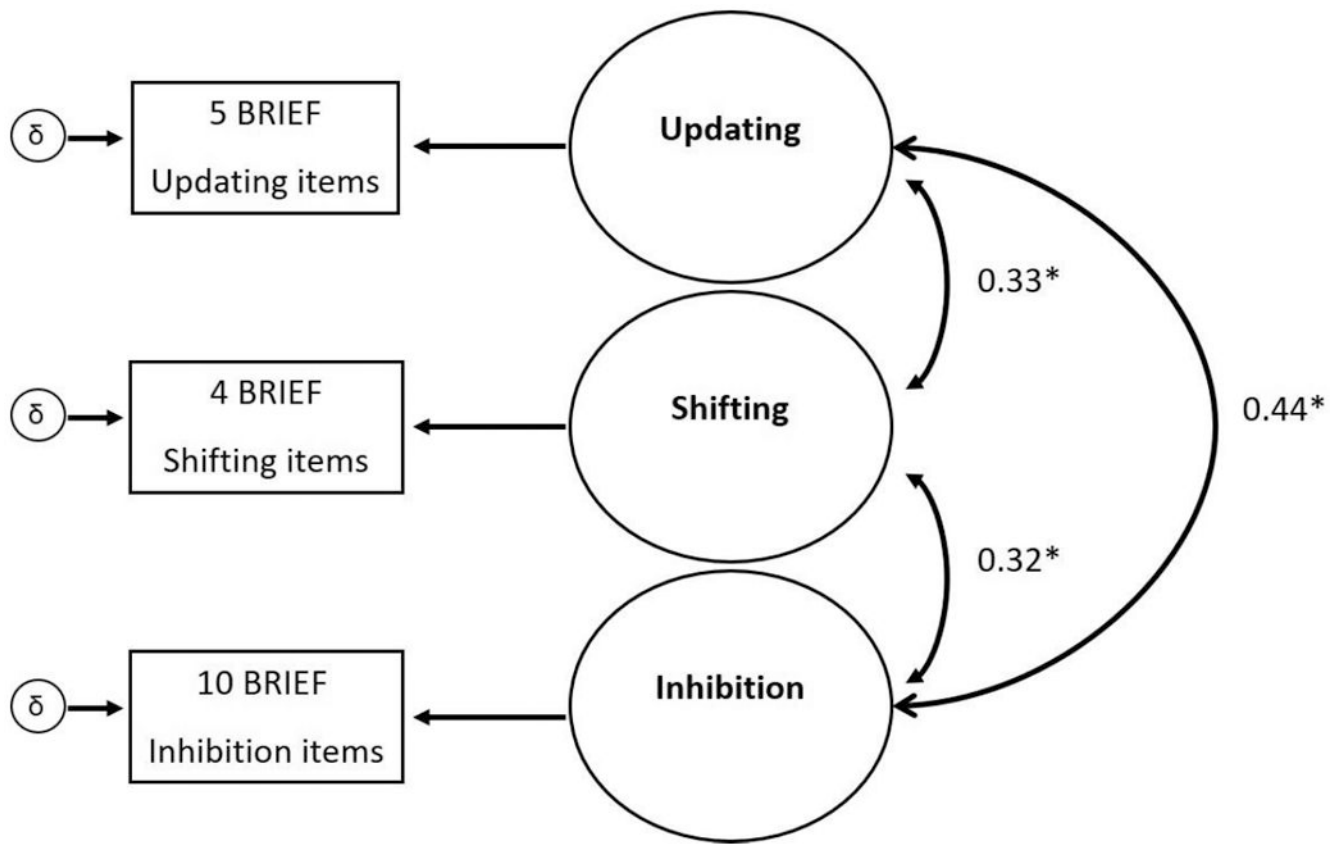 δ
5 BRIEF
Updating items
Updating
0.33*
δ
4 BRIEF
Shifting items
Shifting
0.44*
0.32*
δ
10 BRIEF
Inhibition items
Inhibition